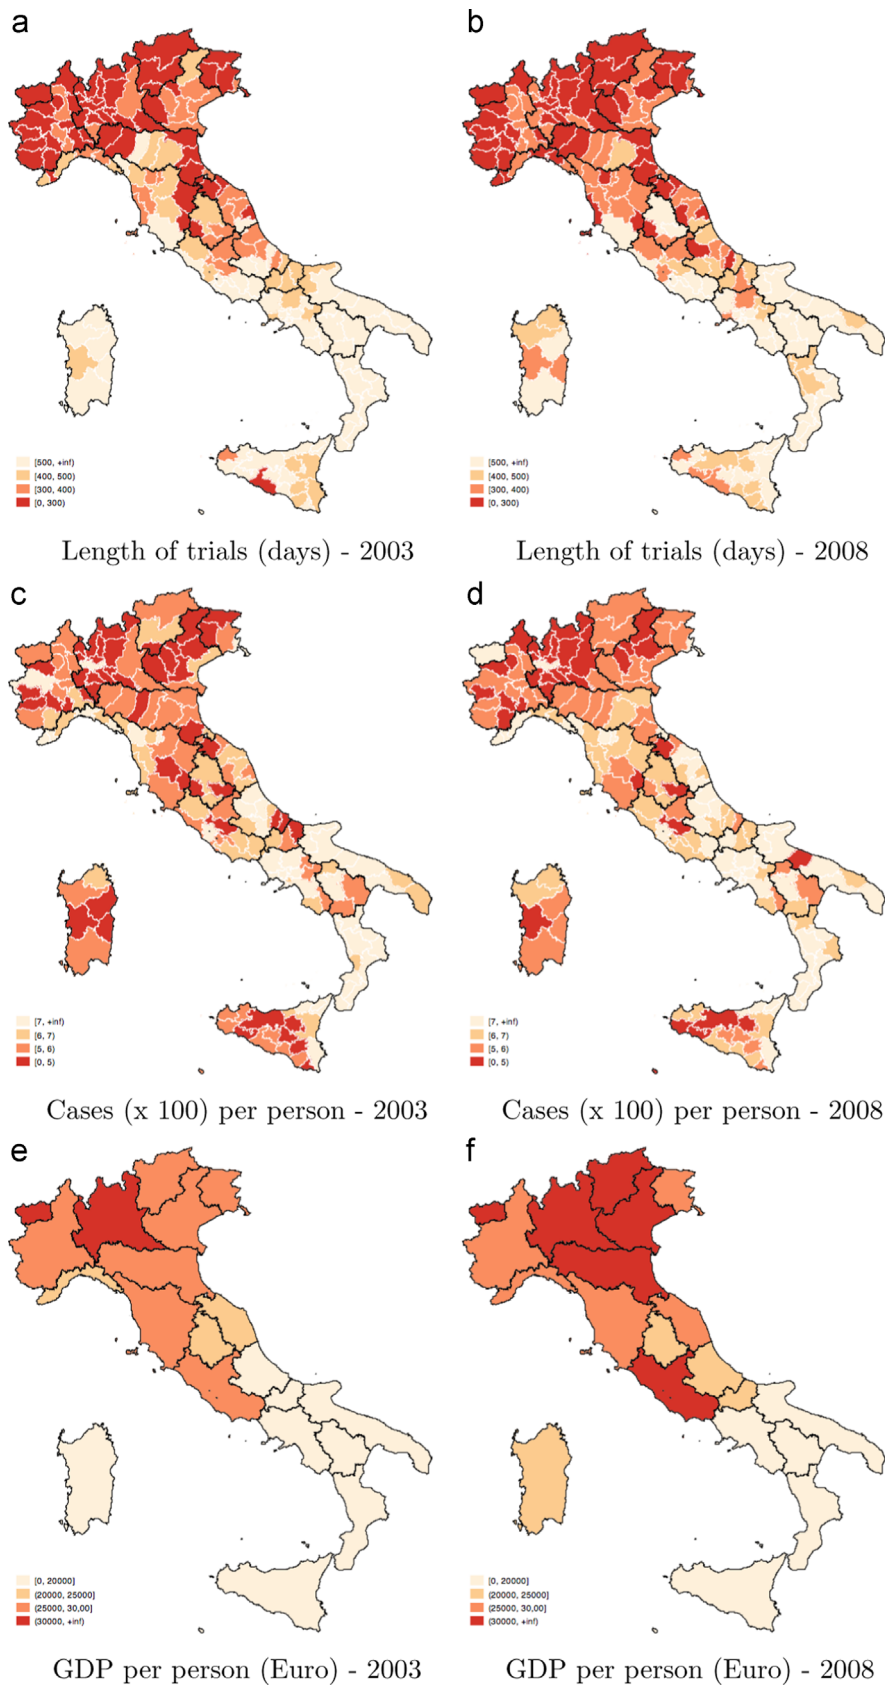 a
b
[500, +inf)
[400, 500)
[300, 400)
[0, 300)
[500, +inf)
[400, 500)
[300, 400)
[0, 300)
Length of trials (days) - 2003
Length of trials (days) - 2008
c
d
[7, +inf)
[6, 7)
[5, 6)
[0, 5)
[7, +inf)
[6, 7)
[5, 6)
[0, 5)
Cases (x 100) per person - 2003
Cases (x 100) per person - 2008
e
f
[0, 20000]
(20000, 25000]
(25000, 30,00]
(30000, +inf)
[0, 20000]
(20000, 25000]
(25000, 30,00]
(30000, +inf)
GDP per person (Euro) - 2003
GDP per person (Euro) - 2008